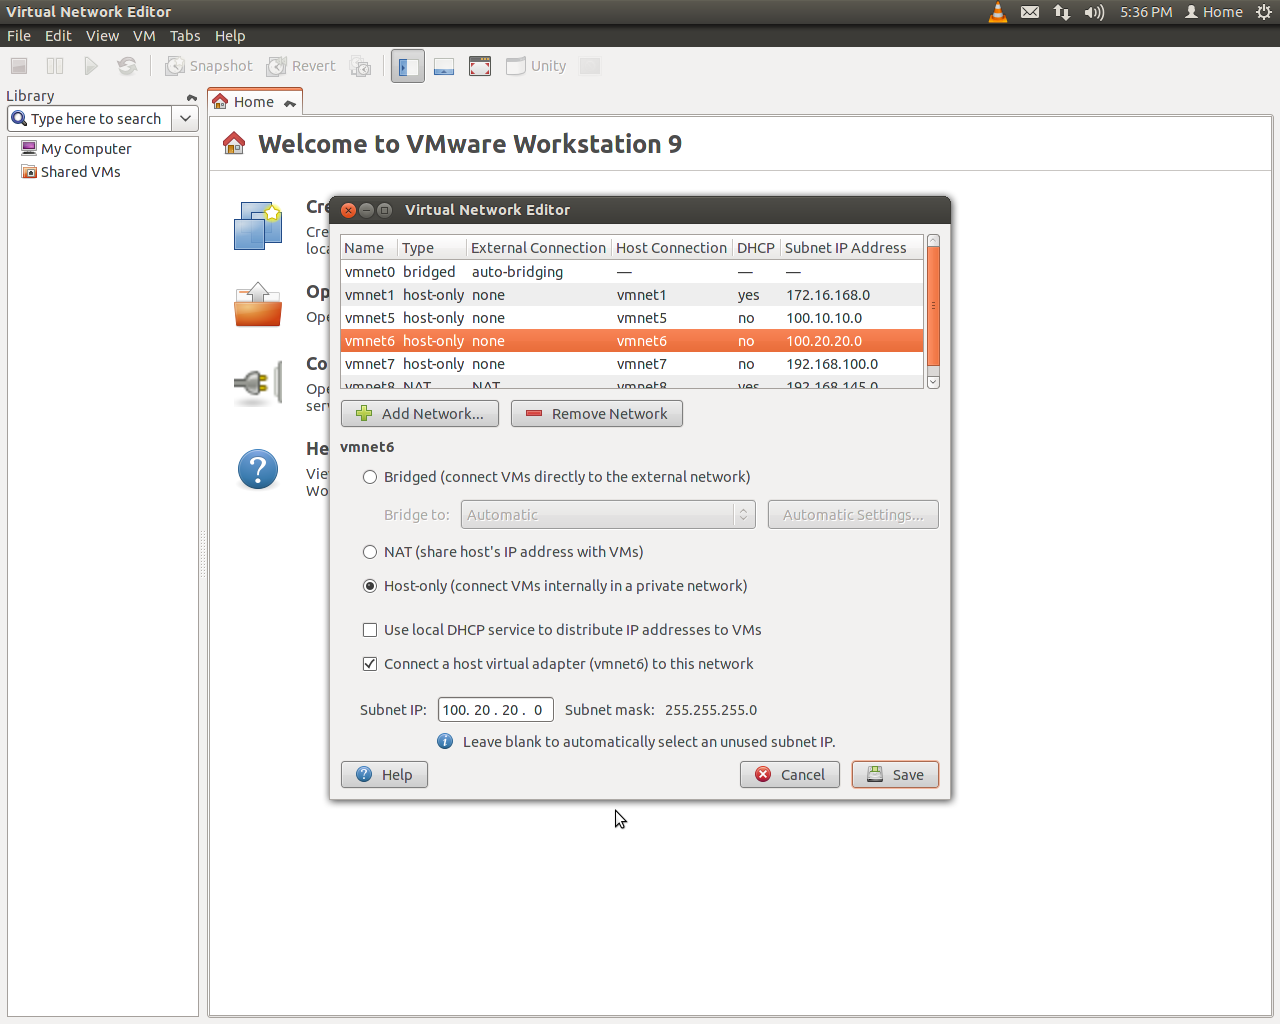 Virtual Network Editor
5:36 PM Home
File Edit View VM Tabs Help
Snapshot Revert Unity
Library
Home
Type here to search
My Computer
Shared VMs
Welcome to VMware Workstation 9
Cre
Cre
loca
Op
Ope
Co
Ope
serv
He
Vie
Wo
Virtual Network Editor
Name Type External Connection Host Connection DHCP Subnet IP Address
vmnet0 bridged auto-bridging — — —
vmnet1 host-only none vmnet1 yes 172.16.168.0
vmnet5 host-only none vmnet5 no 100.10.10.0
vmnet6 host-only none vmnet6 no 100.20.20.0
vmnet7 host-only none vmnet7 no 192.168.100.0
vmnet8 NAT NAT vmnet8 yes 192.168.145.0
Add Network... Remove Network
vmnet6
Bridged (connect VMs directly to the external network)
Bridge to: Automatic Automatic Settings...
NAT (share host's IP address with VMs)
Host-only (connect VMs internally in a private network)
Use local DHCP service to distribute IP addresses to VMs
Connect a host virtual adapter (vmnet6) to this network
Subnet IP: 100. 20 . 20 . 0 Subnet mask: 255.255.255.0
Leave blank to automatically select an unused subnet IP.
Help Cancel Save